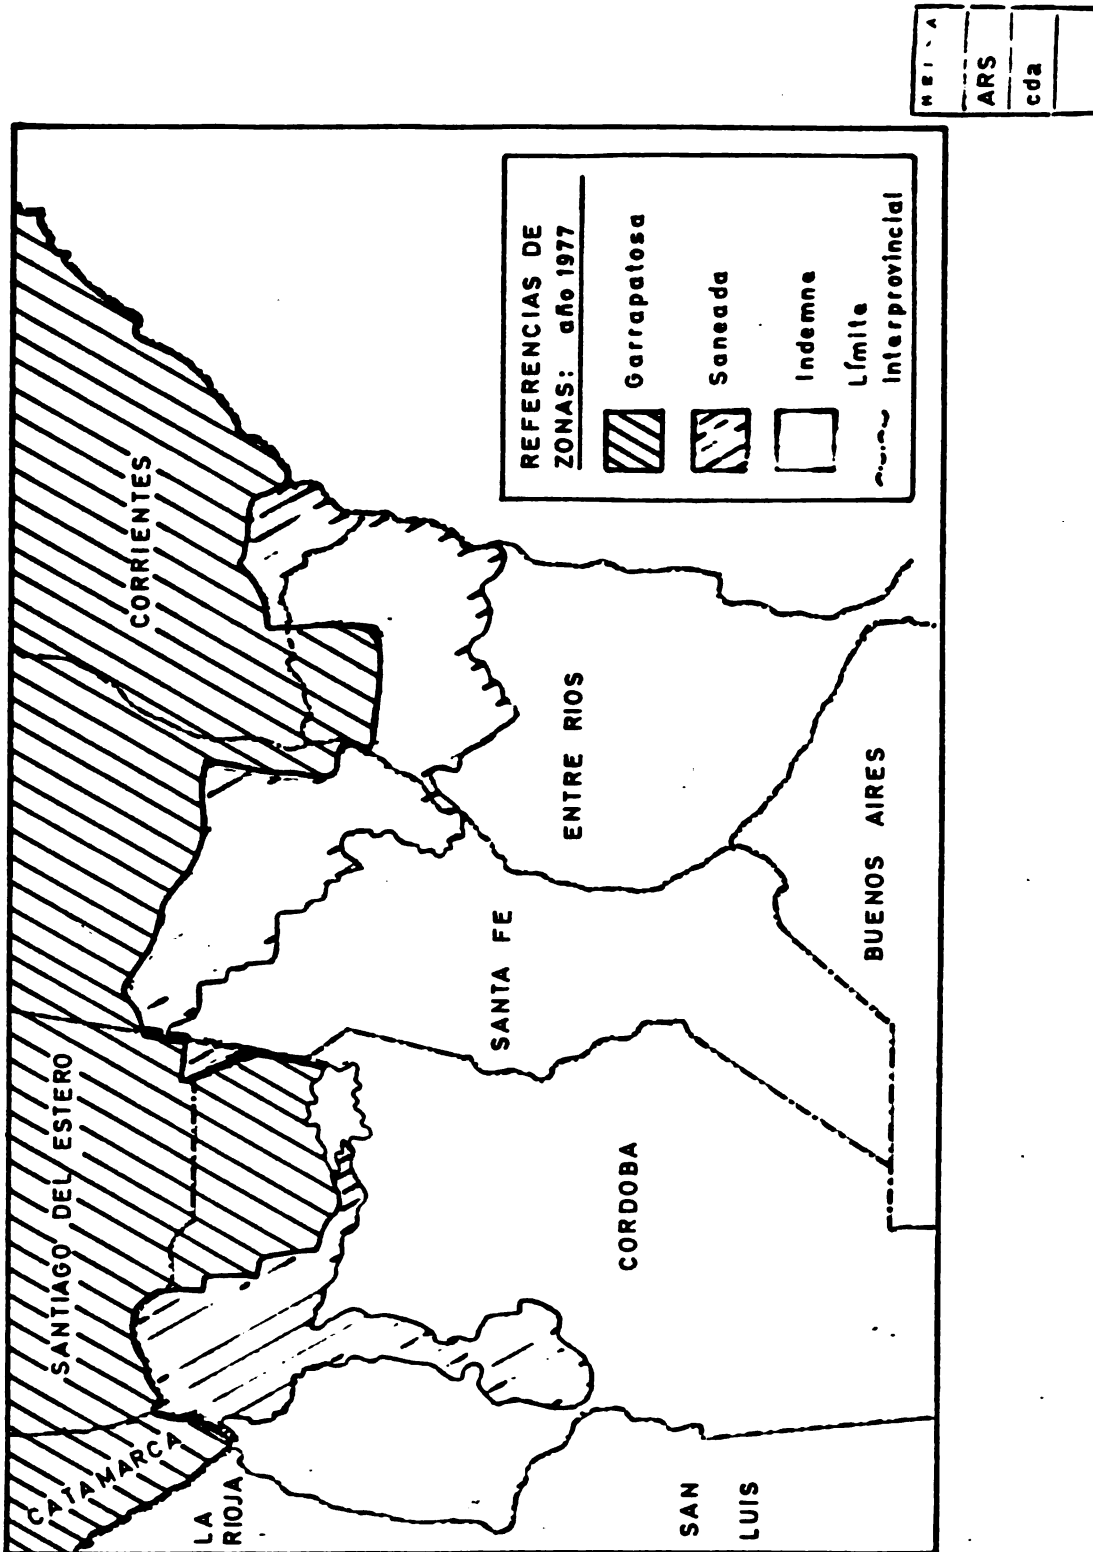 ARS
cda
REFERENCIAS DE
ZONAS: año 1977
Garrapatosa
Saneada
Indemne
Límite
Interprovincial
CORRIENTES
SANTIAGO DEL ESTERO
CATAMARCA
LA
RIOJA
ENTRE RIOS
SANTA FE
CORDOBA
BUENOS AIRES
SAN
LUIS